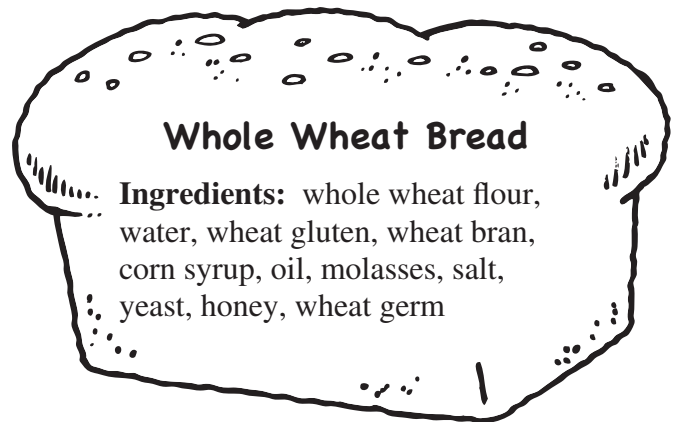 Whole Wheat Bread
Ingredients: whole wheat flour,
water, wheat gluten, wheat bran,
corn syrup, oil, molasses, salt,
yeast, honey, wheat germ